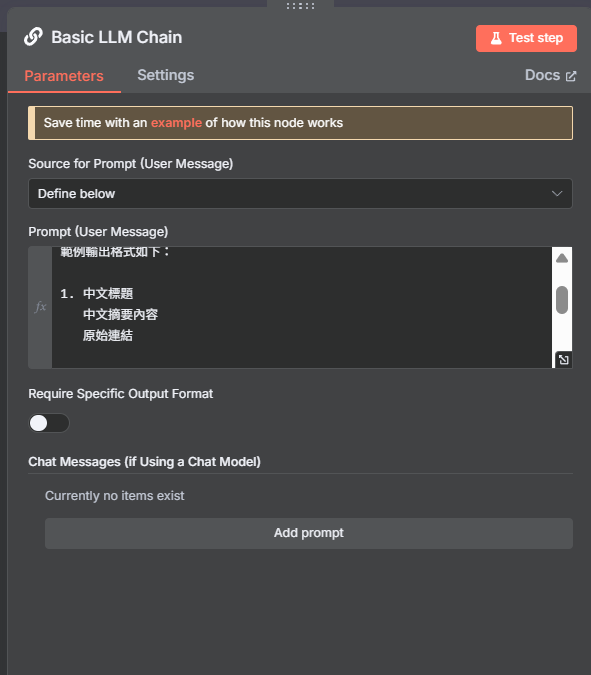 Basic LLM Chain
Test step
Parameters
Settings
Docs
Save time with an example of how this node works
Source for Prompt (User Message)
Define below
Prompt (User Message)
fx
範例輸出格式如下：
1. 中文標題
中文摘要內容
原始連結
Require Specific Output Format
Chat Messages (if Using a Chat Model)
Currently no items exist
Add prompt